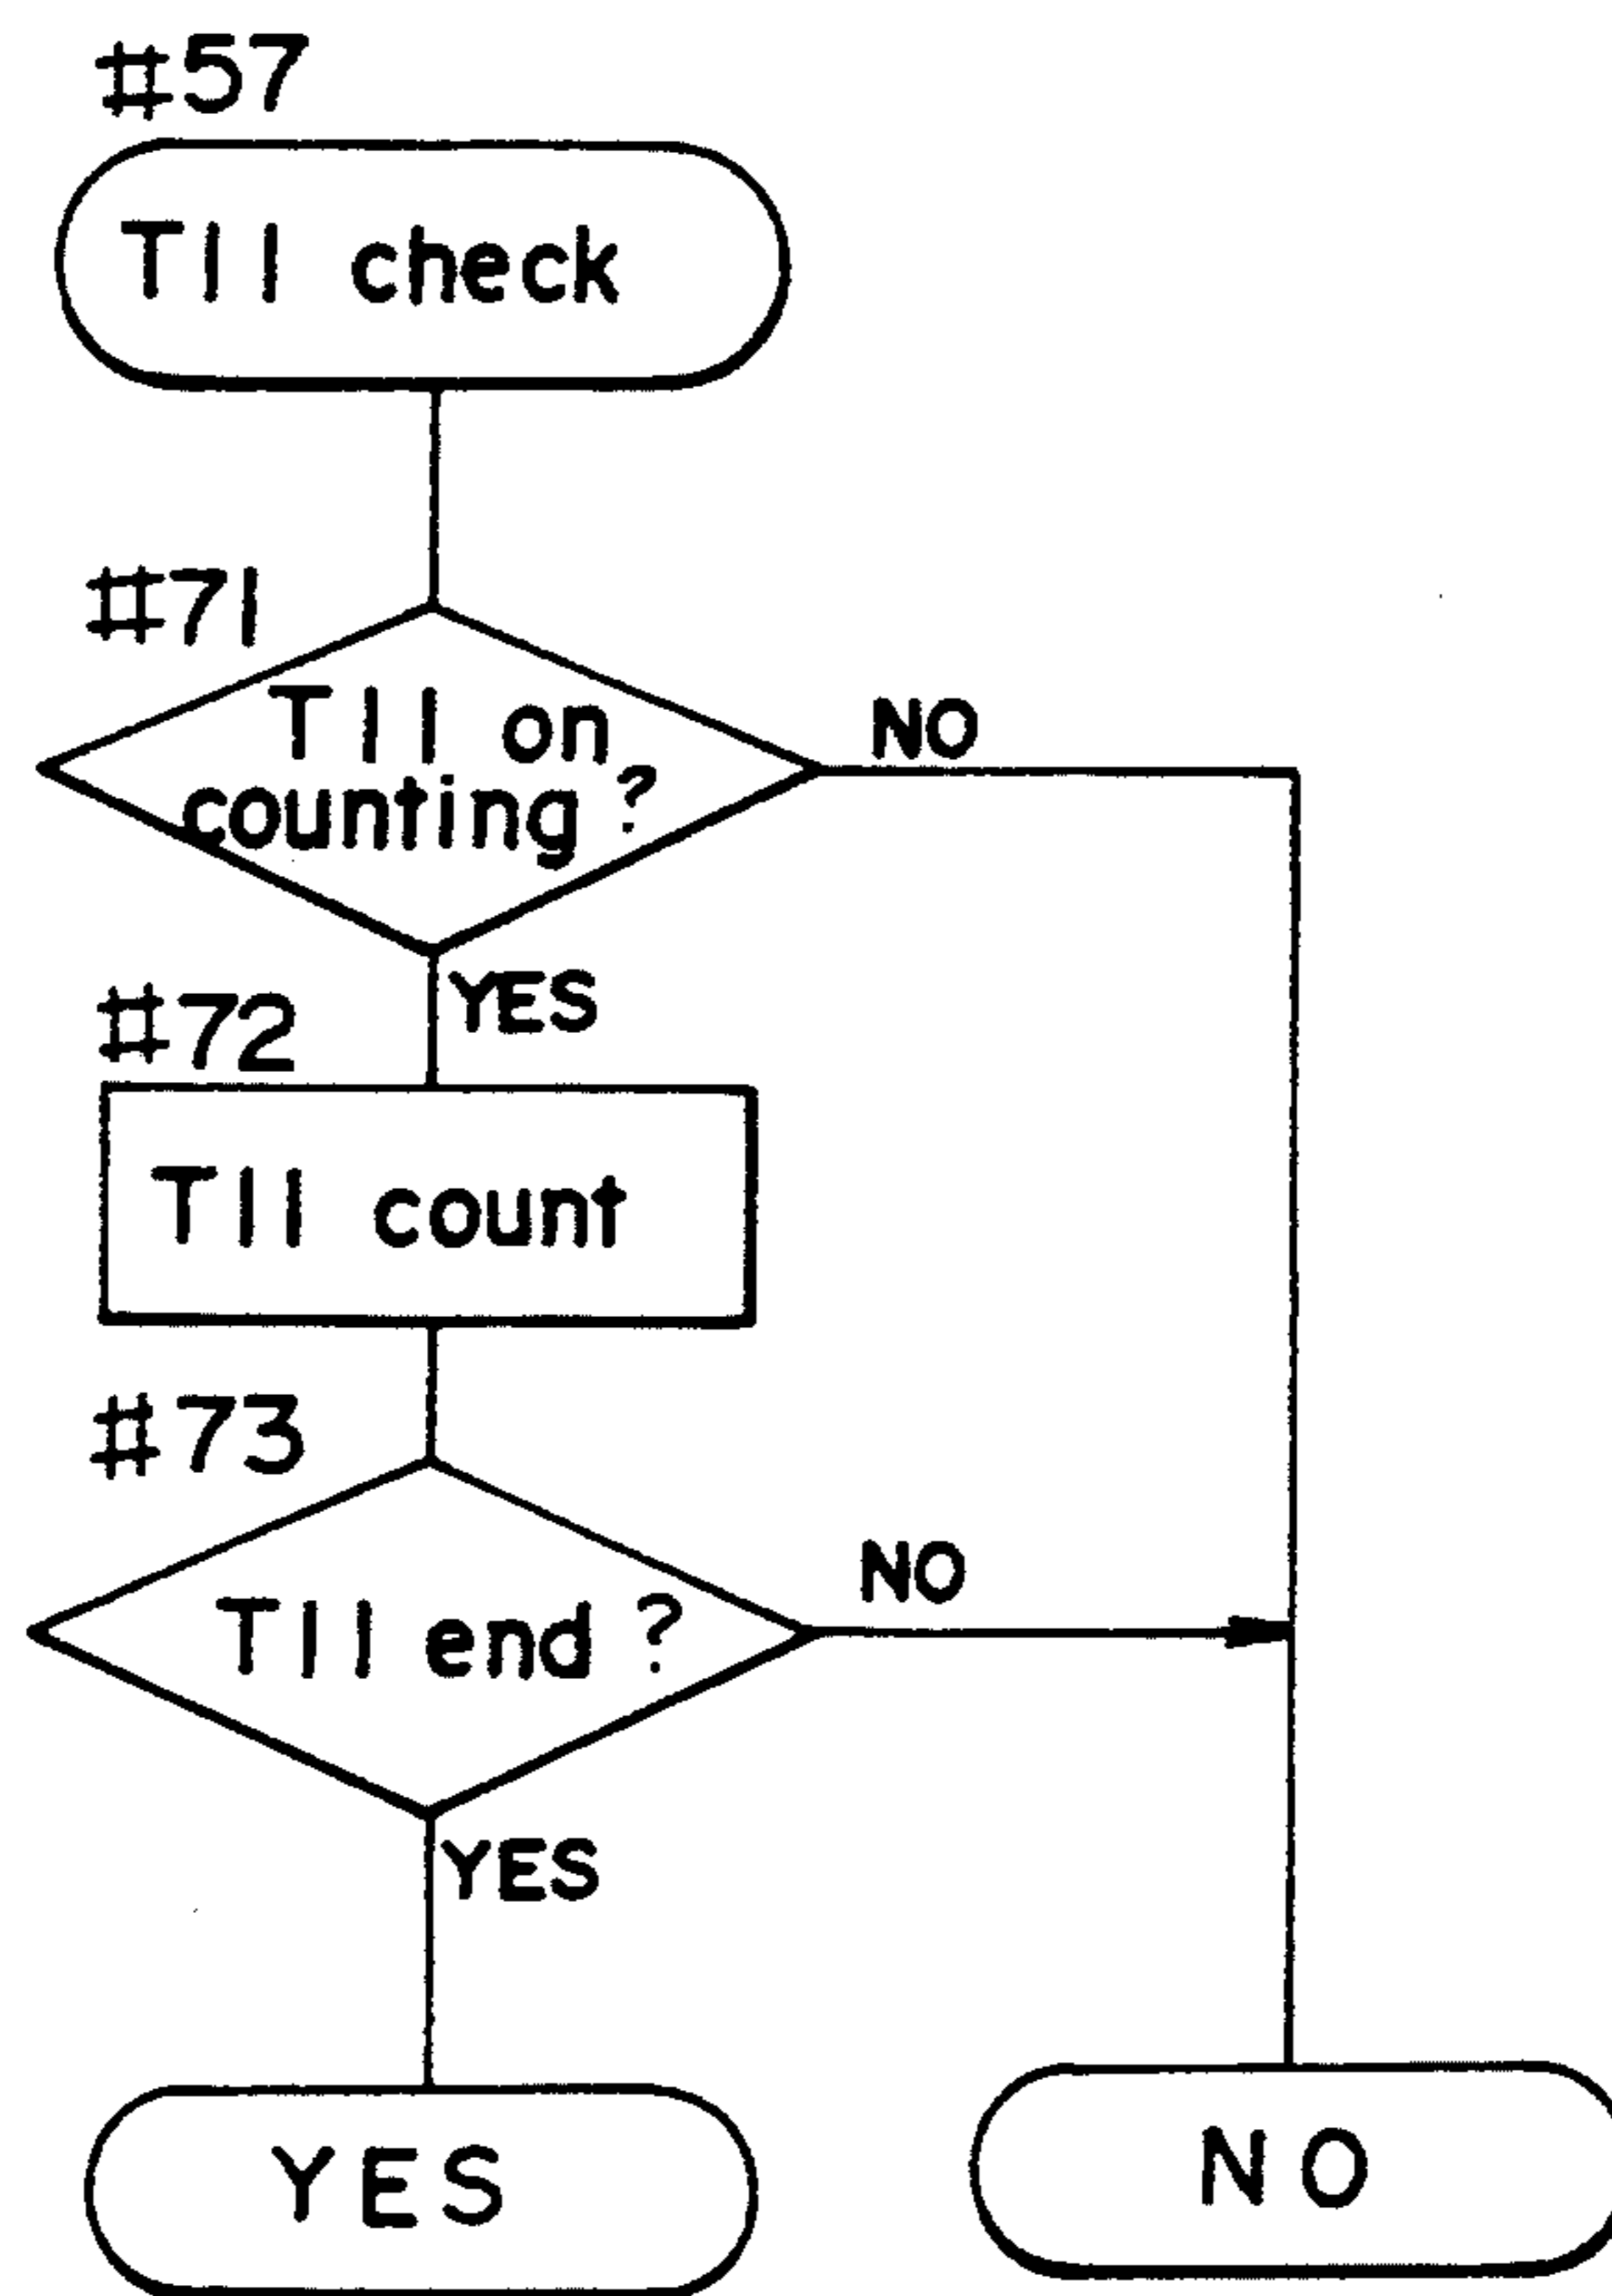 #57
T11 check
#71
T11 on
counting?
NO
YES
#72
T11 count
#73
T11 end?
NO
YES
YES
NO